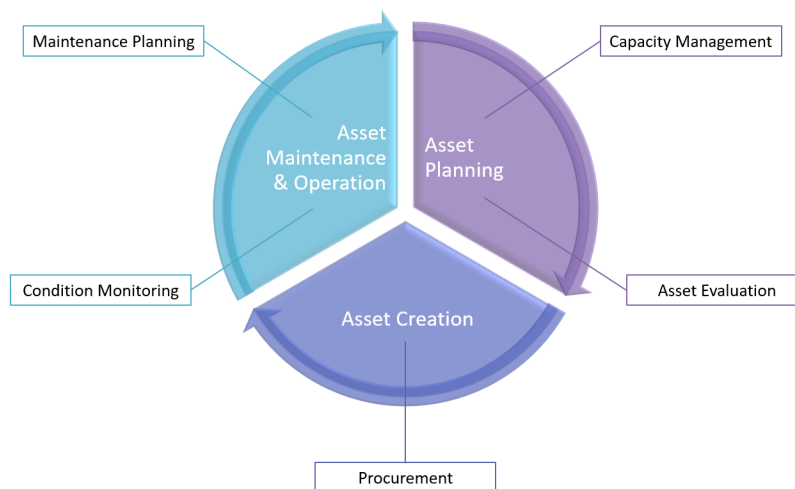 Maintenance Planning
Capacity Management
Asset
Maintenance
& Operation
Asset
Planning
Condition Monitoring
Asset Evaluation
Asset Creation
Procurement